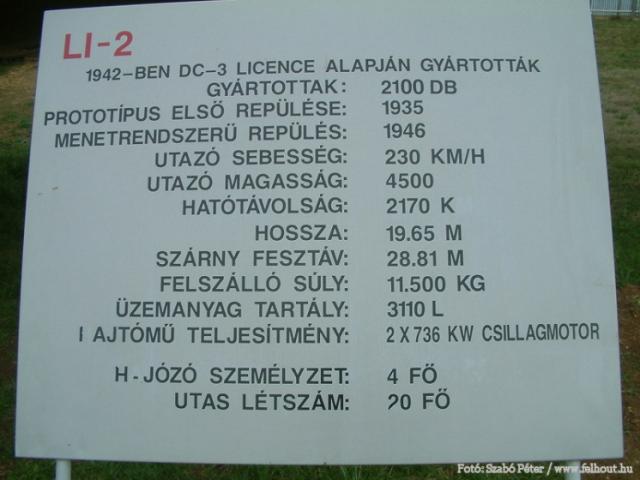 LI-2
1942-BEN DC-3 LICENCE ALAPJÁN GYÁRTOTTÁK
GYÁRTOTTAK: 2100 DB
PROTOTÍPUS ELSŐ REPÜLÉSE: 1935
MENETRENDSZERŰ REPÜLÉS: 1946
UTAZÓ SEBESSÉG: 230 KM/H
UTAZÓ MAGASSÁG: 4500
HATÓTÁVOLSÁG: 2170 K
HOSSZA: 19.65 M
SZÁRNY FESZTÁV: 28.81 M
FELSZÁLLÓ SÚLY: 11.500 KG
ÜZEMANYAG TARTÁLY: 3110 L
AJTÓMŰ TELJESÍTMÉNY: 2 X 736 KW CSILLAGMOTOR
H-JÓZÓ SZEMÉLYZET: 4 FŐ
UTAS LÉTSZÁM: 20 FŐ
Fotó: Szabó Péter / www.felhout.hu